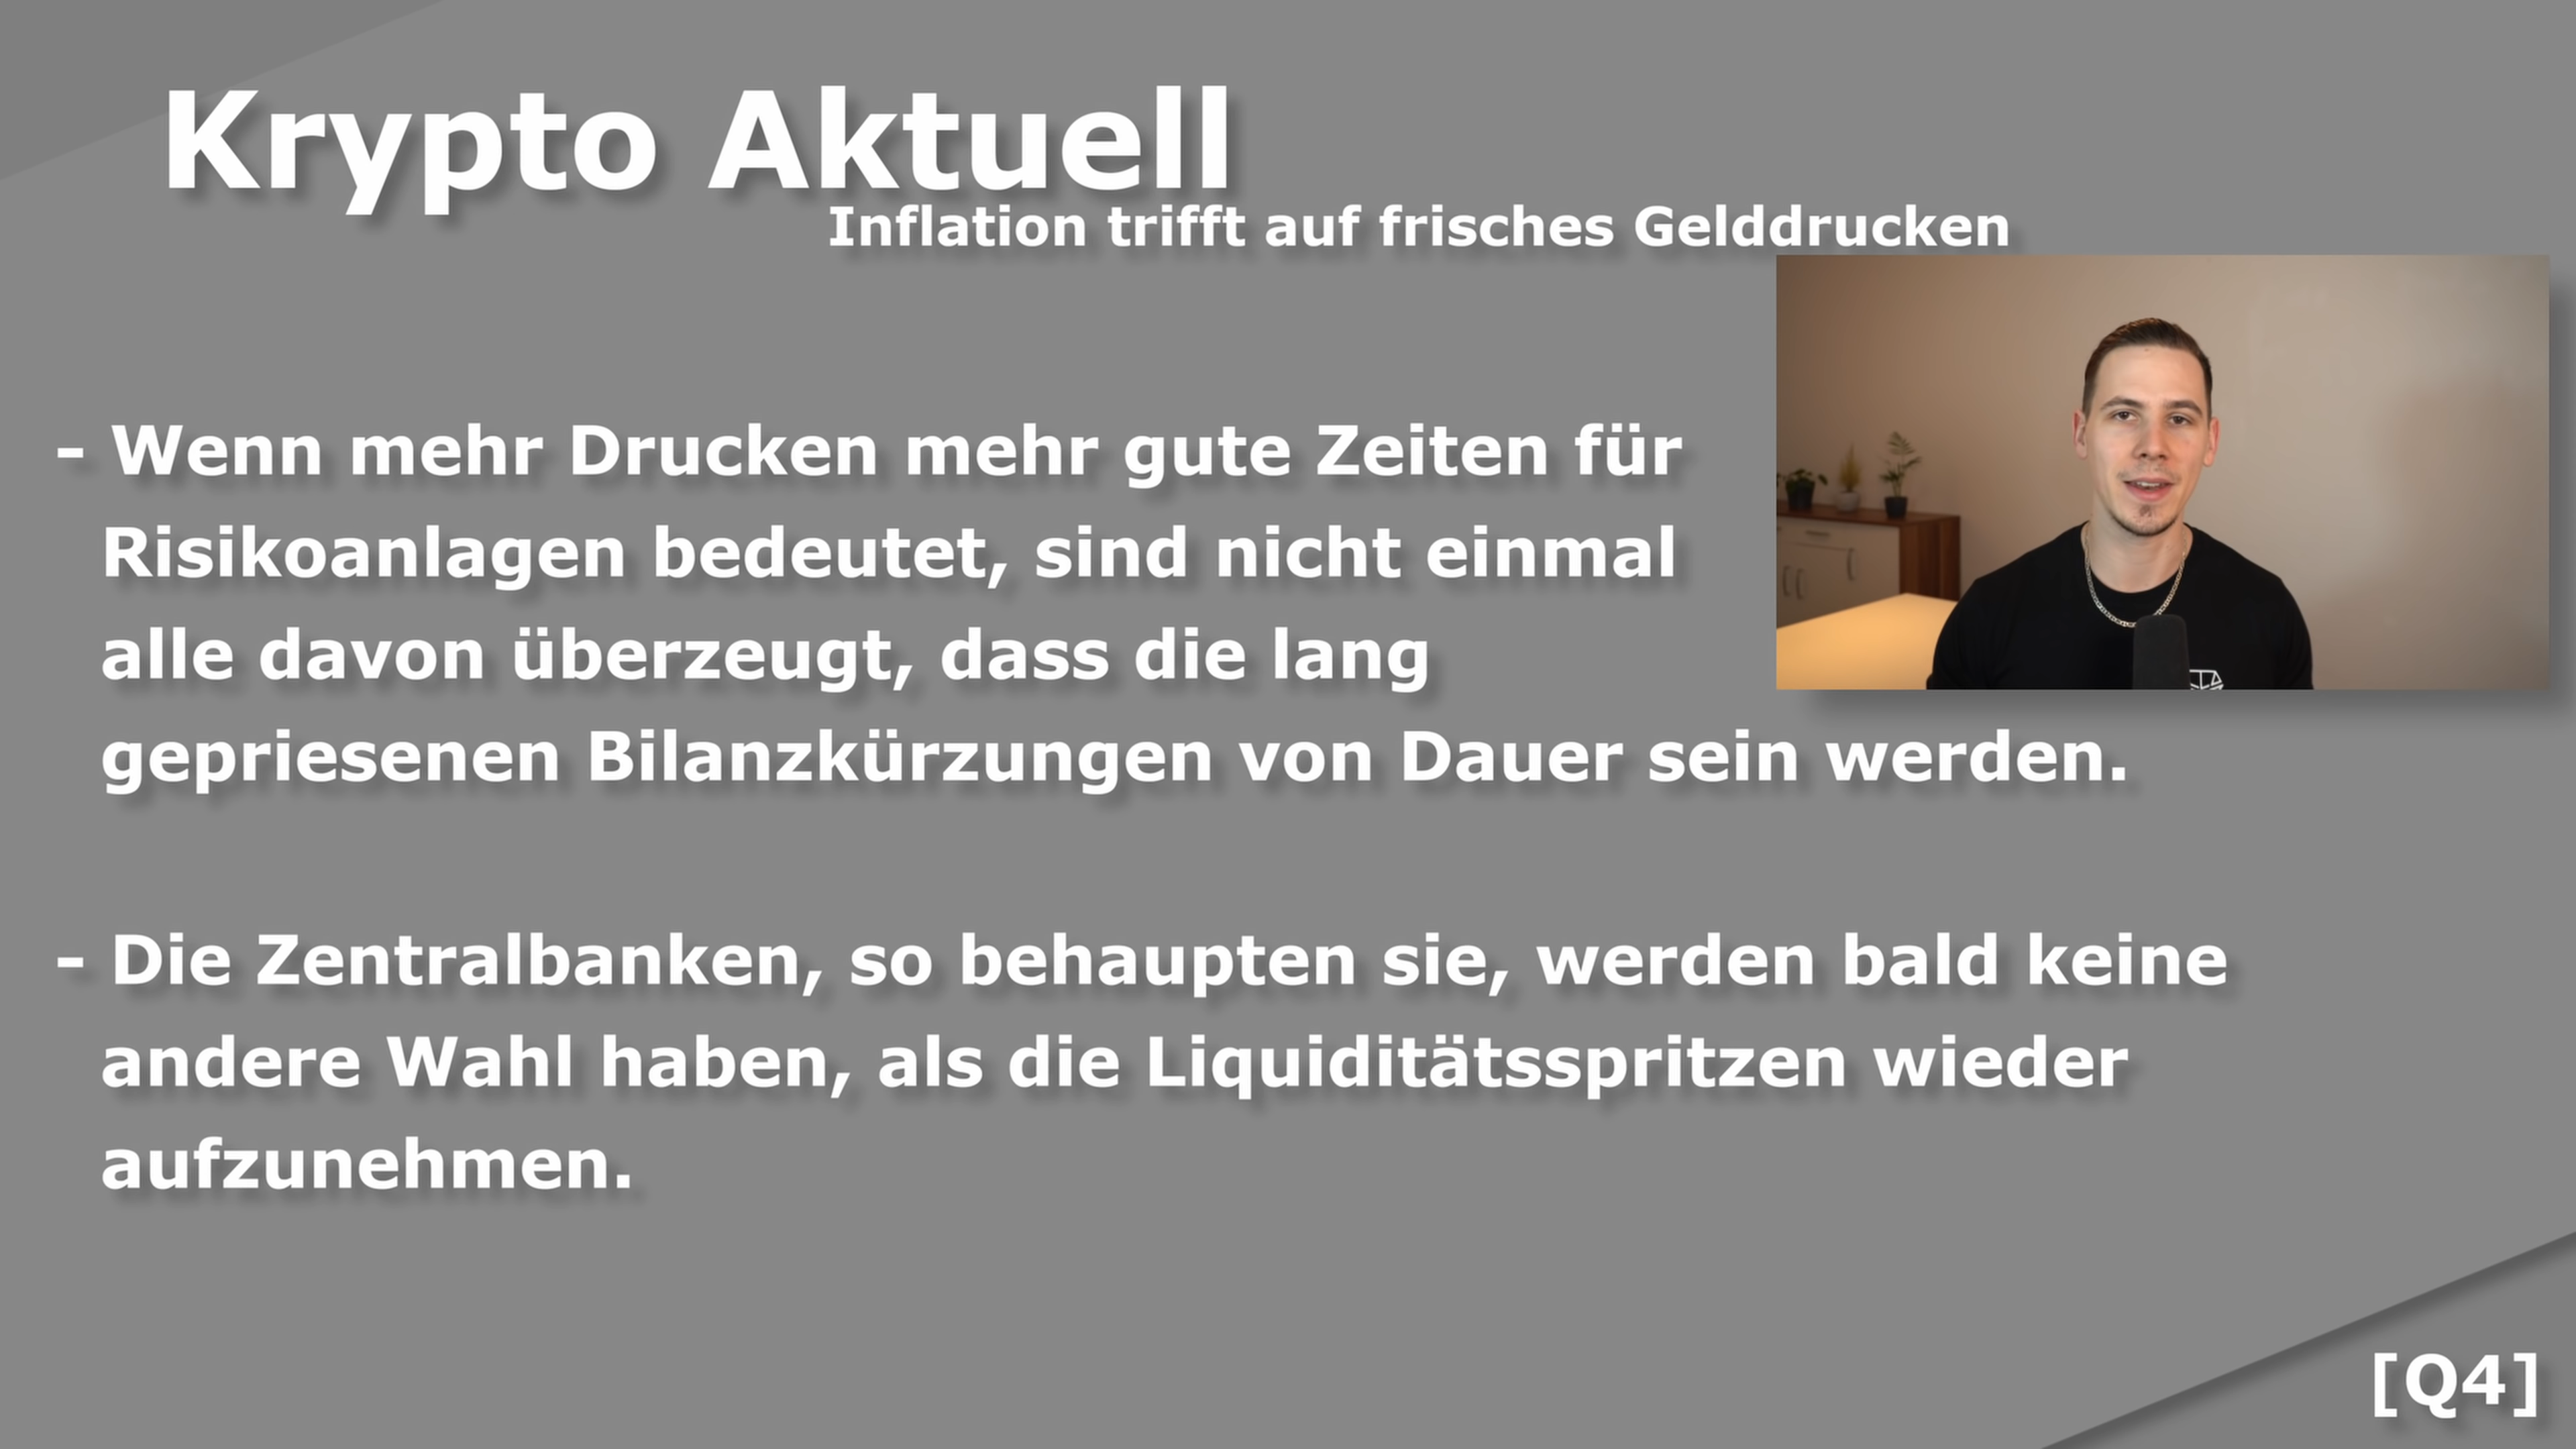 Krypto Aktuell
Inflation trifft auf frisches Gelddrucken
- Wenn mehr Drucken mehr gute Zeiten für
Risikoanlagen bedeutet, sind nicht einmal
alle davon überzeugt, dass die lang
gepriesenen Bilanzkürzungen von Dauer sein werden.
- Die Zentralbanken, so behaupten sie, werden bald keine
andere Wahl haben, als die Liquiditätsspritzen wieder
aufzunehmen.
[Q4]